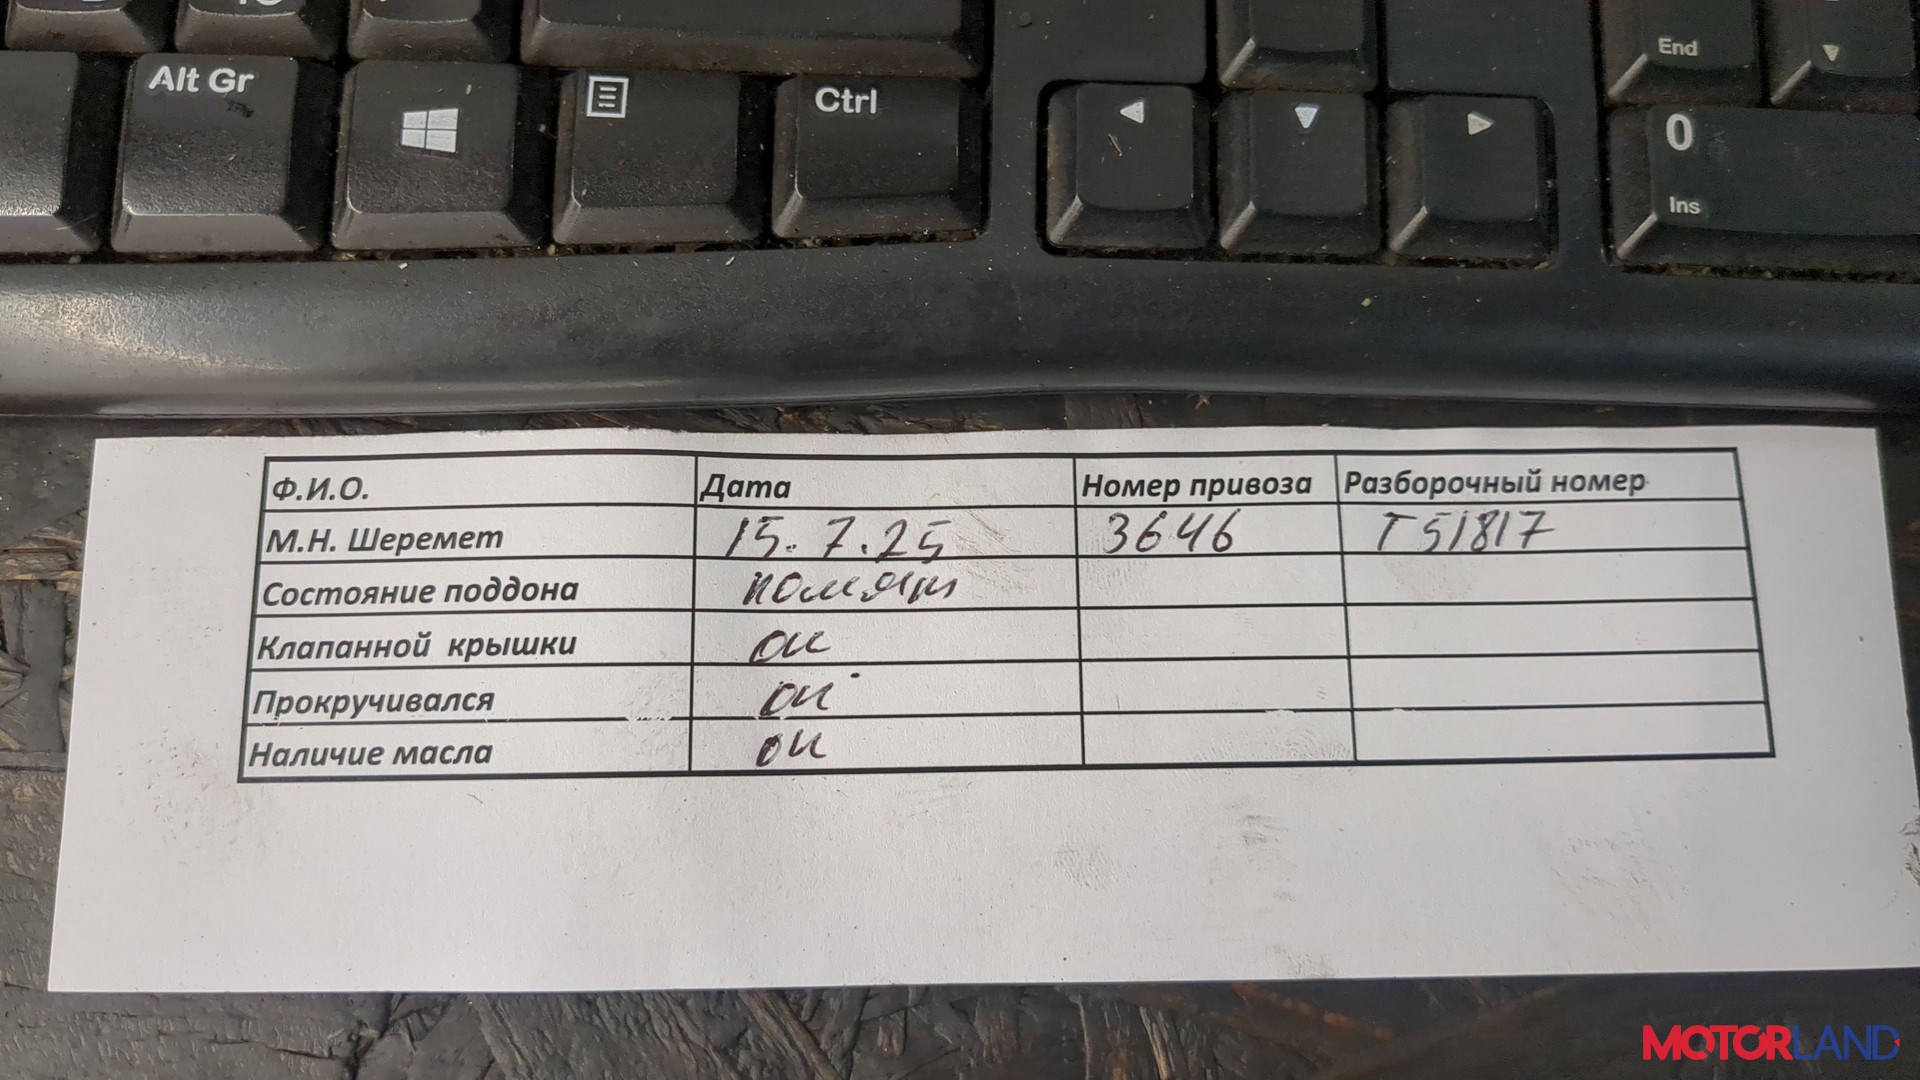 Alt Gr
Ctrl
End
0
Ins
Ф.И.О. Дата Номер привоза Разборочный номер
М.Н. Шеремет 15.7.25 3646 Т51817
Состояние поддона помят
Клапанной крышки ок
Прокручивался ок
Наличие масла ок
MOTORLAND